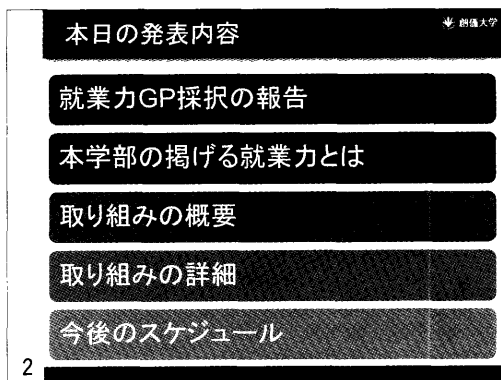 本日の発表内容
創価大学
就業力GP採択の報告
本学部の掲げる就業力とは
取り組みの概要
取り組みの詳細
今後のスケジュール
2